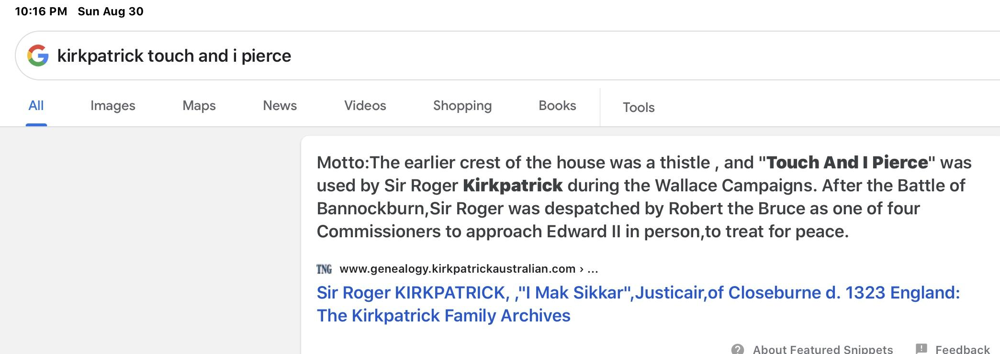 10:16 PM Sun Aug 30
kirkpatrick touch and i pierce
All Images Maps News Videos Shopping Books Tools
Motto:The earlier crest of the house was a thistle , and "Touch And I Pierce" was
used by Sir Roger Kirkpatrick during the Wallace Campaigns. After the Battle of
Bannockburn,Sir Roger was despatched by Robert the Bruce as one of four
Commissioners to approach Edward II in person,to treat for peace.
TNG www.genealogy.kirkpatrickaustralian.com › ...
Sir Roger KIRKPATRICK, ,"I Mak Sikkar",Justicair,of Closeburne d. 1323 England:
The Kirkpatrick Family Archives
About Featured Snippets Feedback